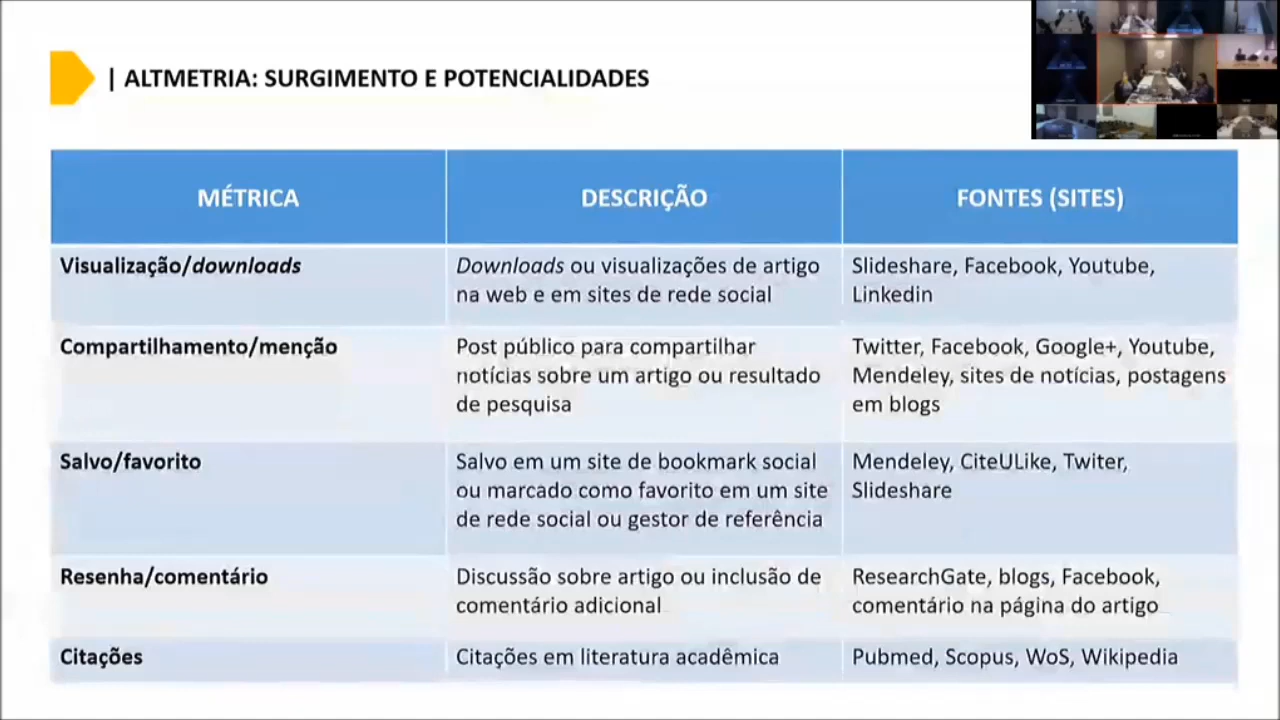 | ALTMETRIA: SURGIMENTO E POTENCIALIDADES
MÉTRICA
DESCRIÇÃO
FONTES (SITES)
Visualização/downloads
Downloads ou visualizações de artigo
na web e em sites de rede social
Slideshare, Facebook, Youtube,
Linkedin
Compartilhamento/menção
Post público para compartilhar
notícias sobre um artigo ou resultado
de pesquisa
Twitter, Facebook, Google+, Youtube,
Mendeley, sites de notícias, postagens
em blogs
Salvo/favorito
Salvo em um site de bookmark social
ou marcado como favorito em um site
de rede social ou gestor de referência
Mendeley, CiteULike, Twiter,
Slideshare
Resenha/comentário
Discussão sobre artigo ou inclusão de
comentário adicional
ResearchGate, blogs, Facebook,
comentário na página do artigo
Citações
Citações em literatura acadêmica
Pubmed, Scopus, WoS, Wikipedia